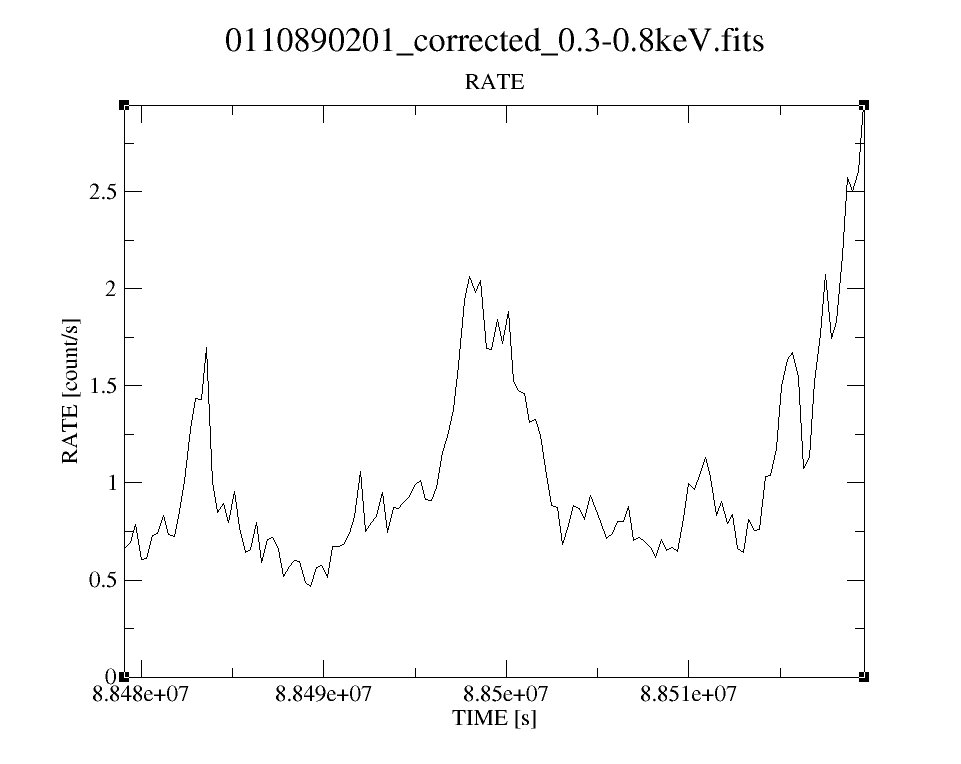 0110890201_corrected_0.3-0.8keV.fits
RATE
2.5
2
1.5
1
0.5
0
RATE [count/s]
8.848e+07 8.849e+07 8.85e+07 8.851e+07
TIME [s]